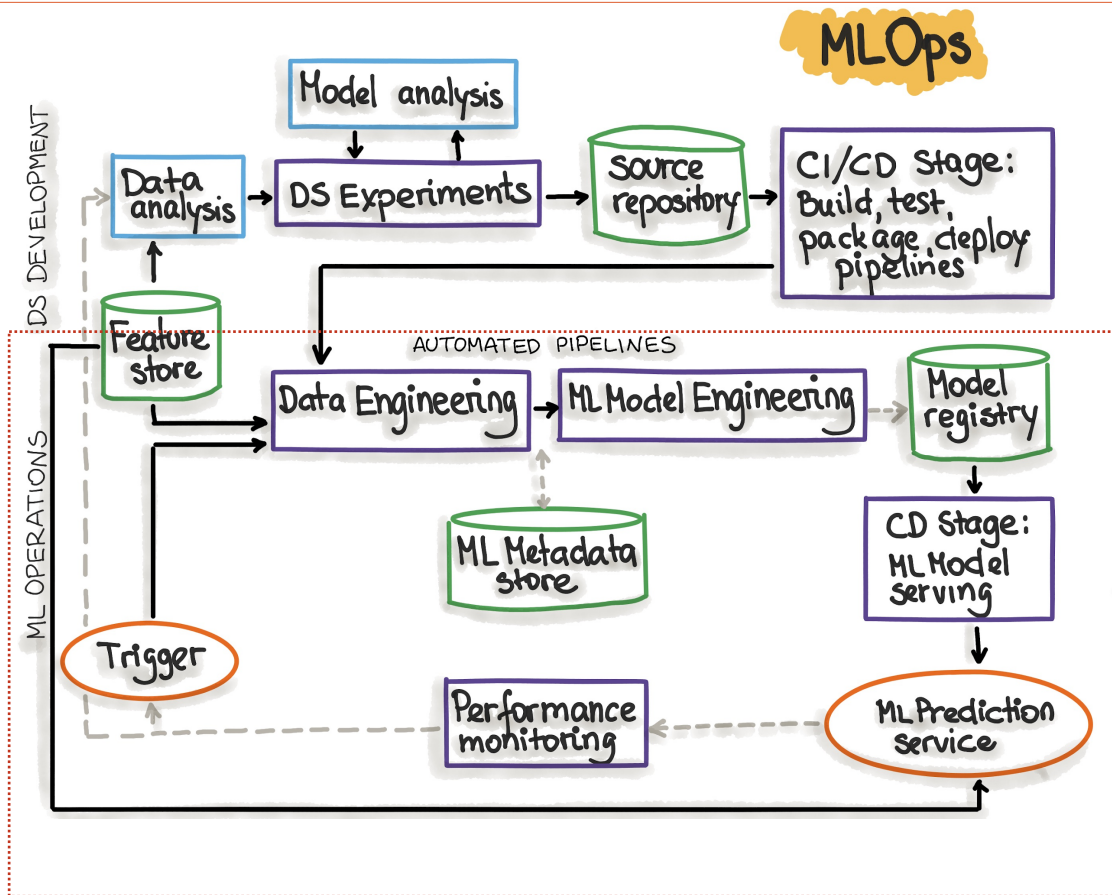 MLOps
DS DEVELOPMENT
Model analysis
Data
analysis
DS Experiments
Source
repository
CI/CD Stage:
Build, test,
package, deploy
pipelines
Feature
store
AUTOMATED PIPELINES
ML OPERATIONS
Data Engineering
ML Model Engineering
Model
registry
ML Metadata
store
CD Stage:
ML Model
serving
Trigger
Performance
monitoring
ML Prediction
service